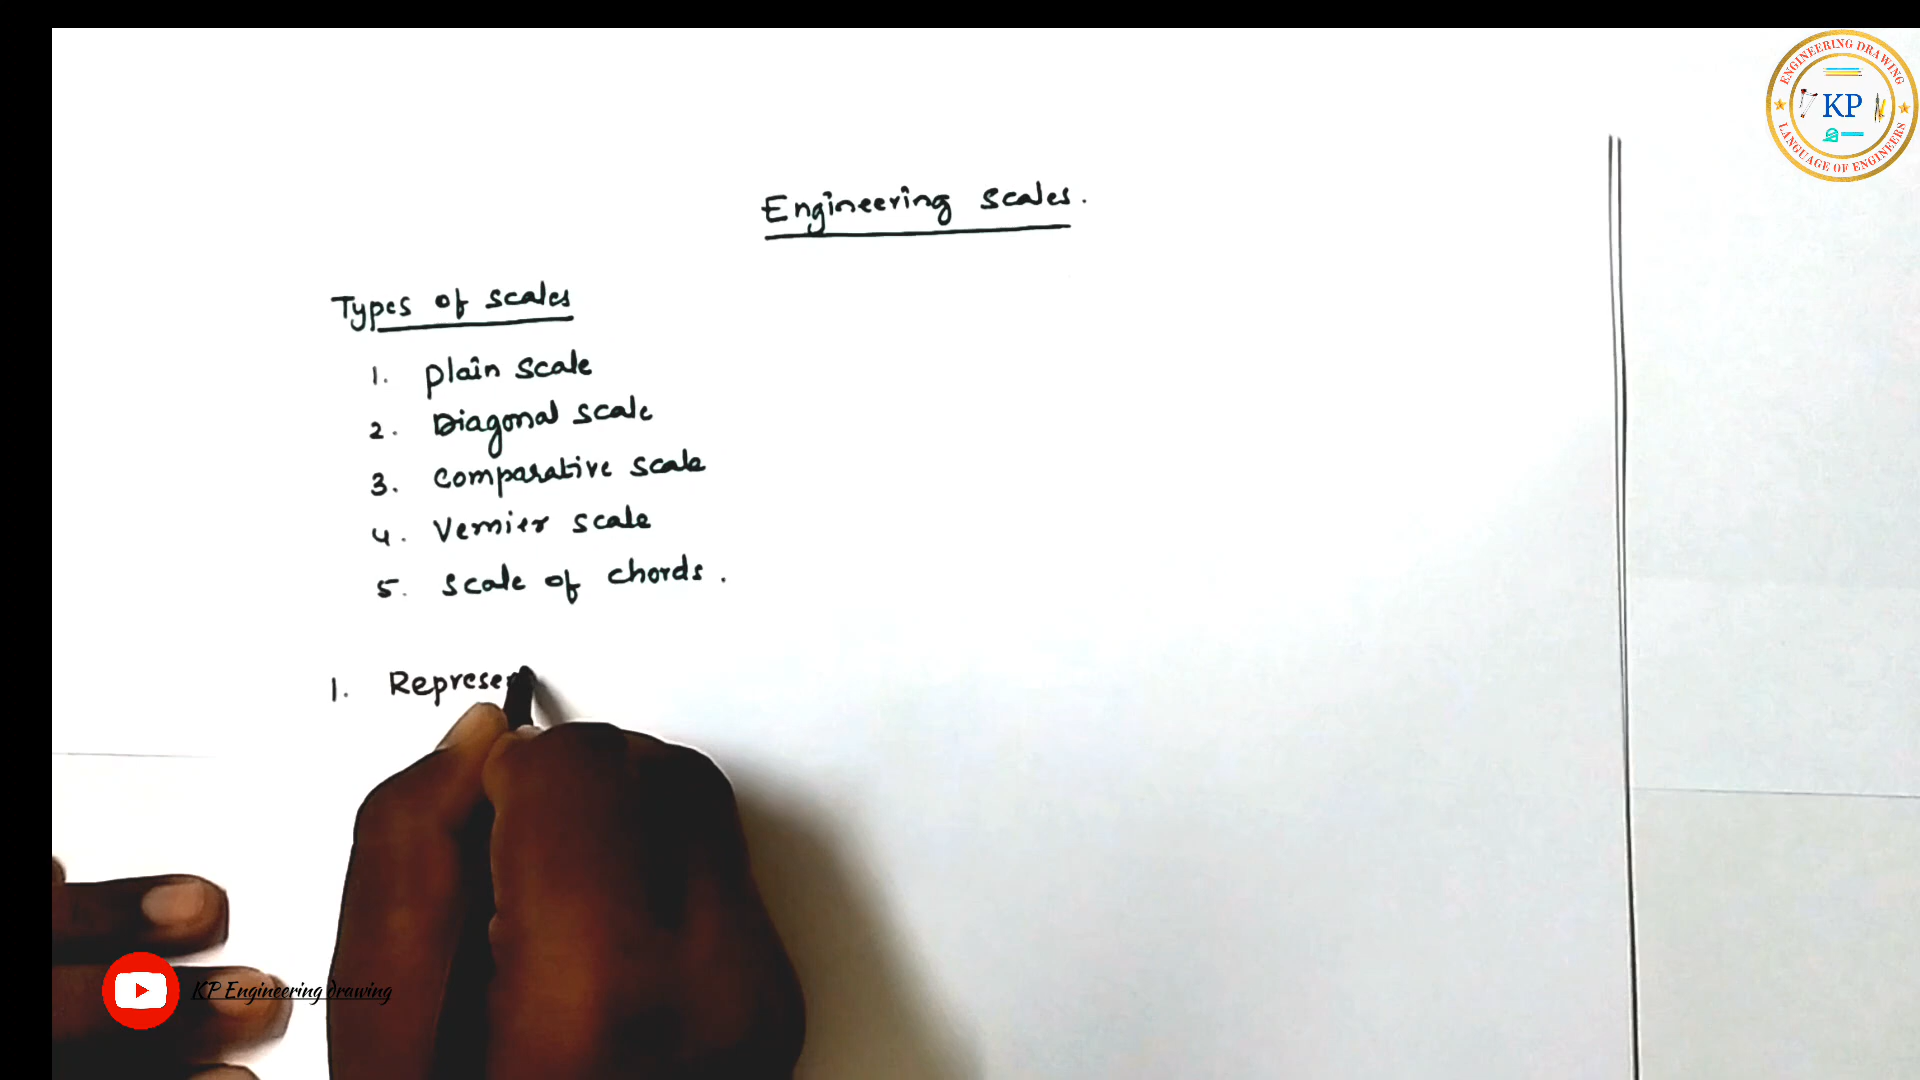 ENGINEERING DRAWING
KP
LANGUAGE OF ENGINEERS
Engineering scales.
Types of scales
1. plain scale
2. Diagonal scale
3. comparative scale
4. Vernier scale
5. scale of chords.
1. Represe
KP Engineering drawing